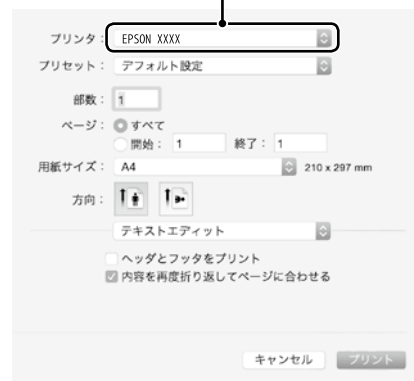 プリンタ： EPSON XXXX
プリセット： デフォルト設定
部数： 1
ページ： すべて
開始： 1 終了： 1
用紙サイズ： A4 210 x 297 mm
方向：
テキストエディット
ヘッダとフッタをプリント
内容を再度折り返してページに合わせる
キャンセル プリント